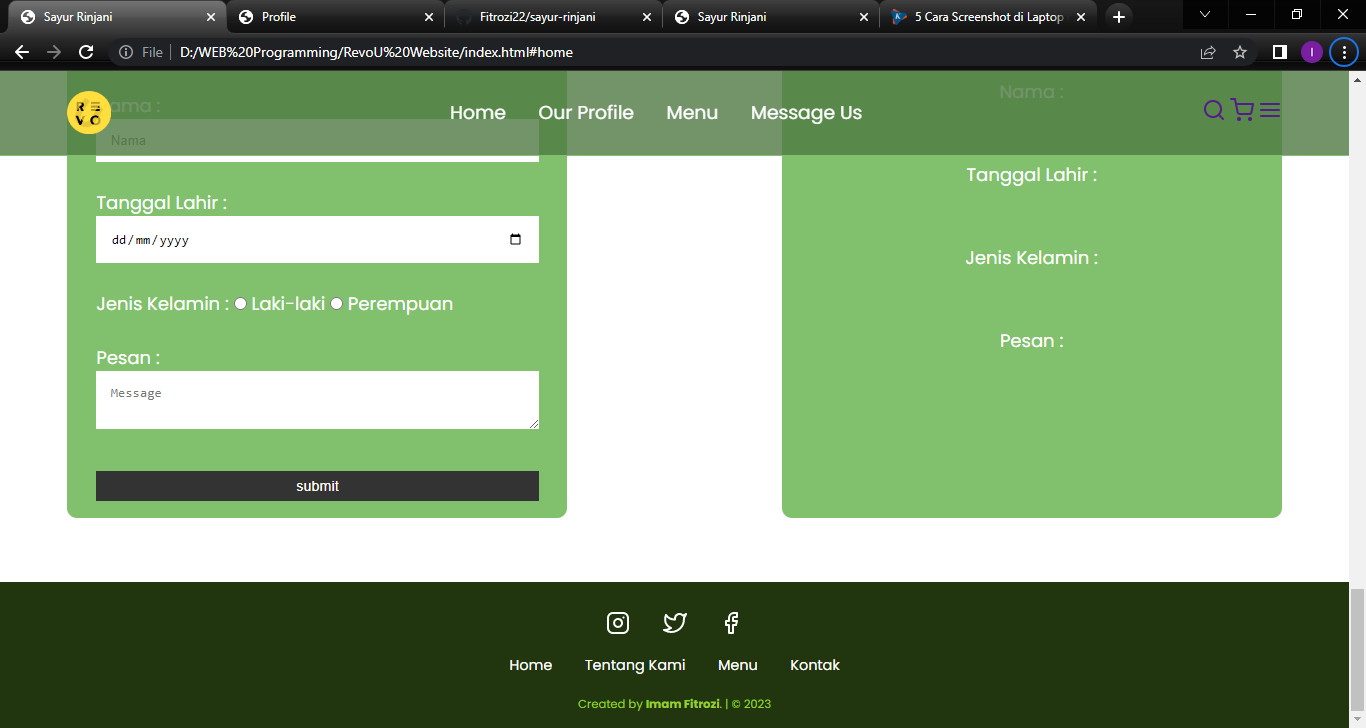 Sayur Rinjani
Profile
Fitrozi22/sayur-rinjani
Sayur Rinjani
5 Cara Screenshot di Laptop
File
D:/WEB%20Programming/RevoU%20Website/index.html#home
I
RE
VO
Home
Our Profile
Menu
Message Us
Nama :
Tanggal Lahir :
dd/mm/yyyy
Jenis Kelamin : Laki-laki Perempuan
Pesan :
Message
submit
Nama :
Tanggal Lahir :
Jenis Kelamin :
Pesan :
Home
Tentang Kami
Menu
Kontak
Created by Imam Fitrozi. | © 2023